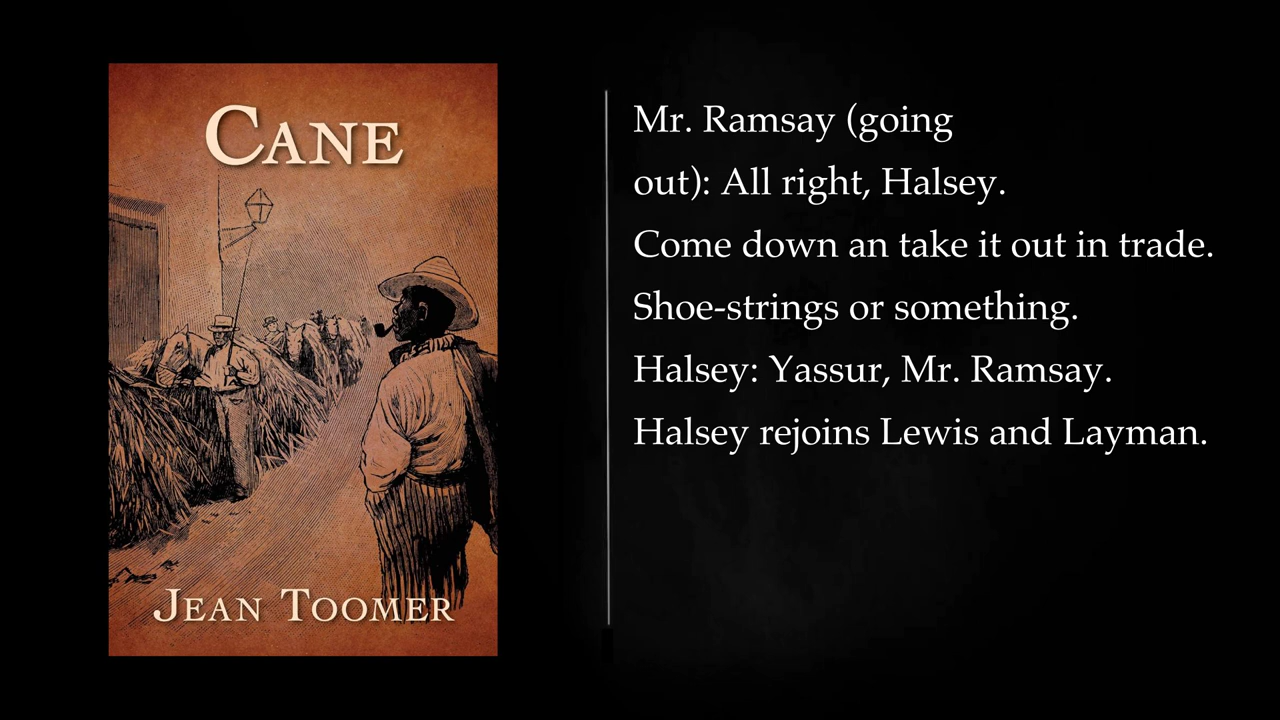 CANE
JEAN TOOMER
Mr. Ramsay (going
out): All right, Halsey.
Come down an take it out in trade.
Shoe-strings or something.
Halsey: Yassur, Mr. Ramsay.
Halsey rejoins Lewis and Layman.